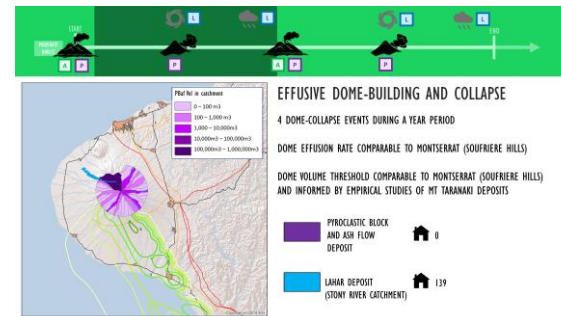 START
L
L
L
L
END
A
P
P
A
P
P
PBaf Vol in catchment
0 – 100 m3
100 – 1,000 m3
1,000 – 10,000m3
10,000m3 – 100,000m3
100,000m3 – 1,000,000m3
EFFUSIVE DOME-BUILDING AND COLLAPSE
4 DOME-COLLAPSE EVENTS DURING A YEAR PERIOD
DOME EFFUSION RATE COMPARABLE TO MONTSERRAT (SOUFRIERE HILLS)
DOME VOLUME THRESHOLD COMPARABLE TO MONTSERRAT (SOUFRIERE HILLS)
AND INFORMED BY EMPIRICAL STUDIES OF MT TARANAKI DEPOSITS
PYROCLASTIC BLOCK
AND ASH FLOW
DEPOSIT
0
LAHAR DEPOSIT
(STONY RIVER CATCHMENT)
139